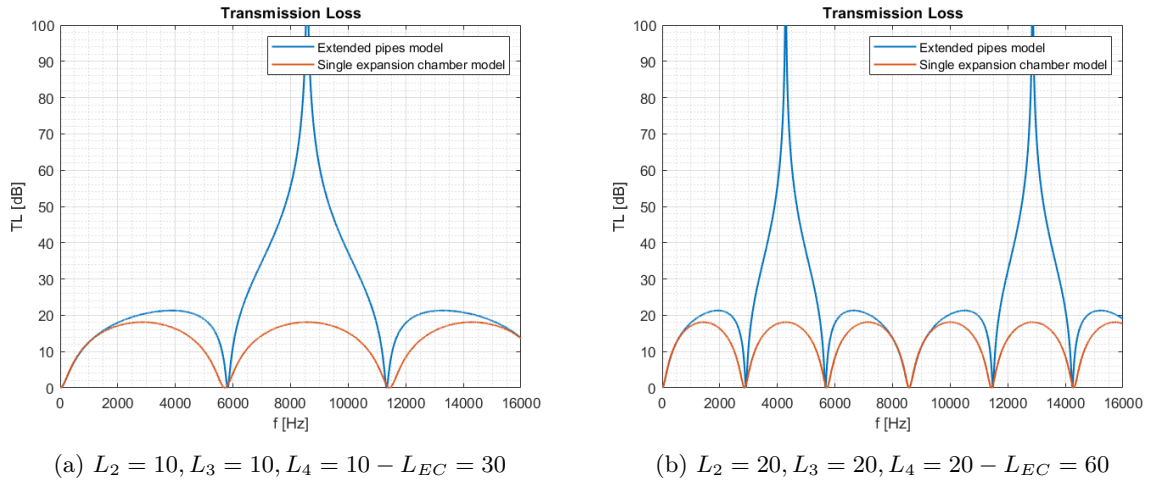 Transmission Loss
100
90
80
70
60
50
40
30
20
10
0
TL [dB]
Extended pipes model
Single expansion chamber model
0 2000 4000 6000 8000 10000 12000 14000 16000
f [Hz]
(a) L₂ = 10, L₃ = 10, L₄ = 10 − L_EC = 30
Transmission Loss
100
90
80
70
60
50
40
30
20
10
0
TL [dB]
Extended pipes model
Single expansion chamber model
0 2000 4000 6000 8000 10000 12000 14000 16000
f [Hz]
(b) L₂ = 20, L₃ = 20, L₄ = 20 − L_EC = 60